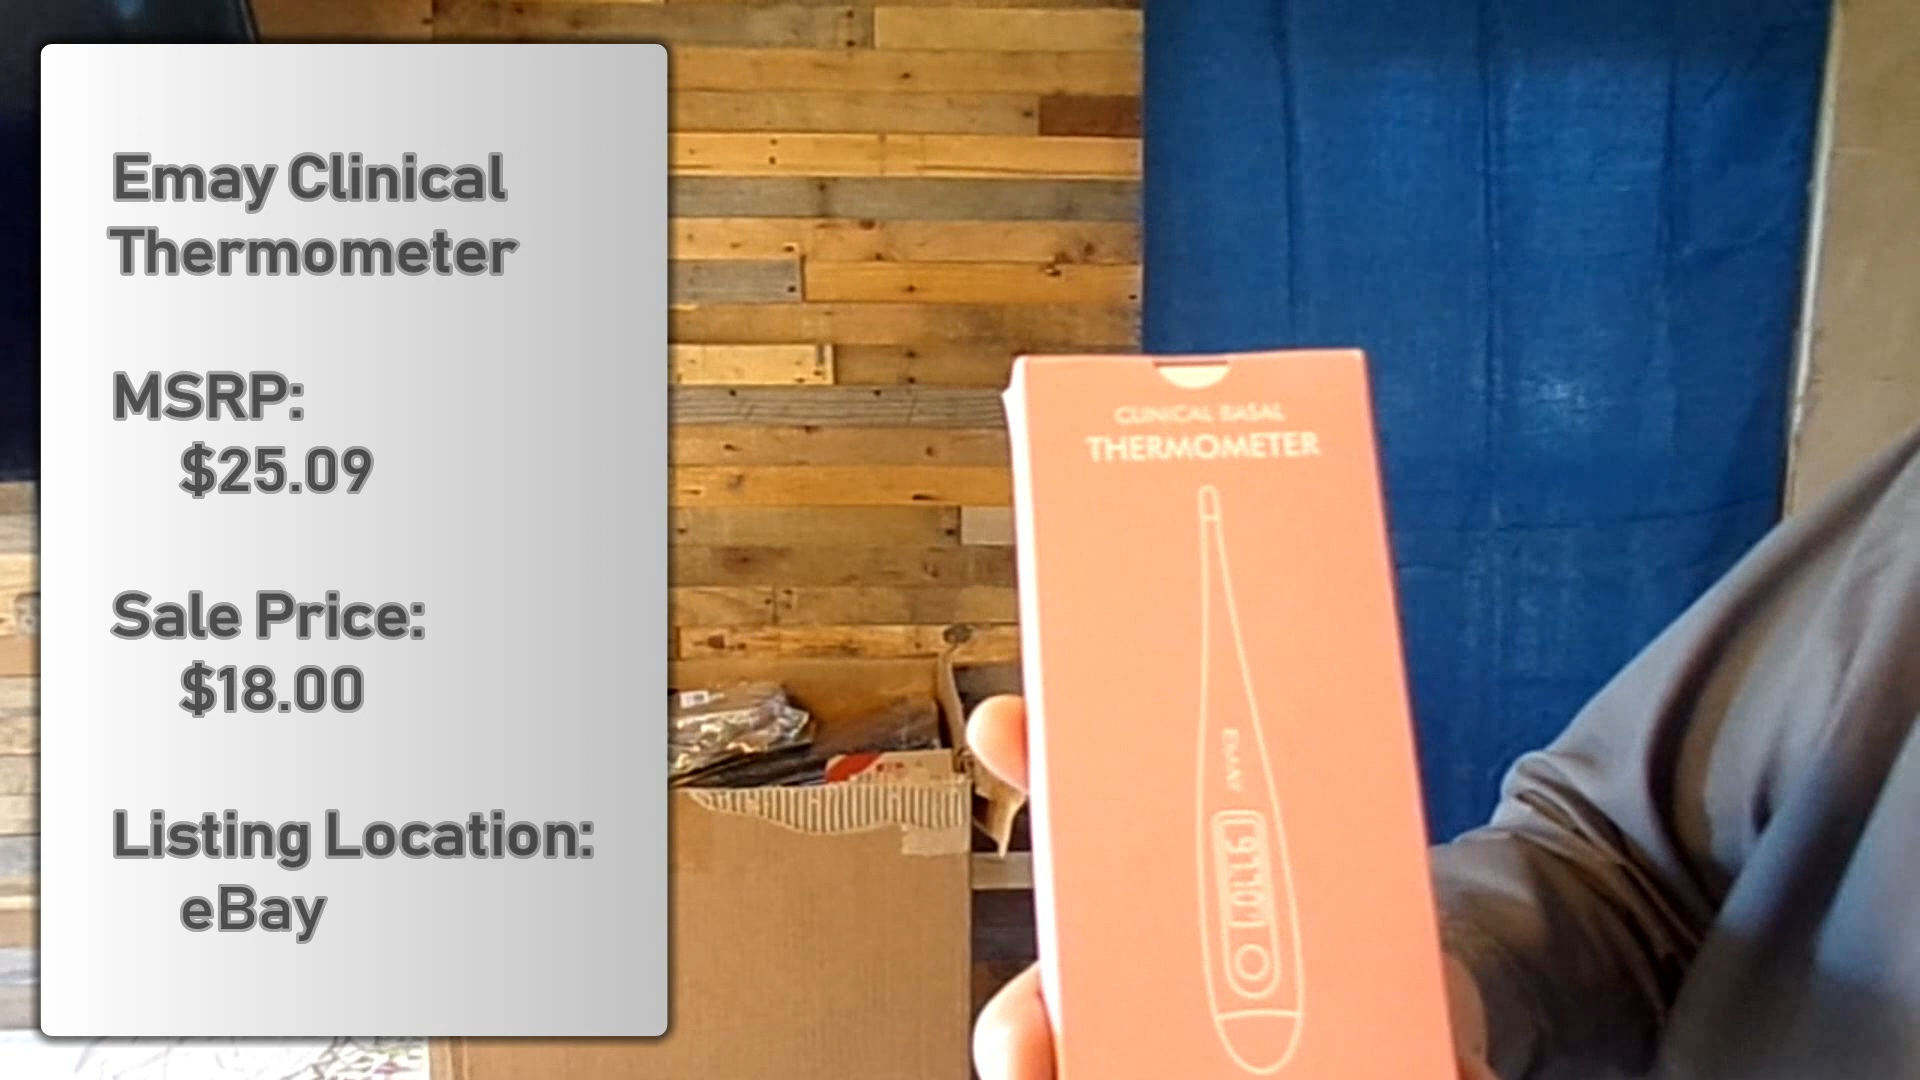 Emay Clinical
Thermometer
MSRP:
$25.09
Sale Price:
$18.00
Listing Location:
eBay
CLINICAL BASAL
THERMOMETER
EMAY